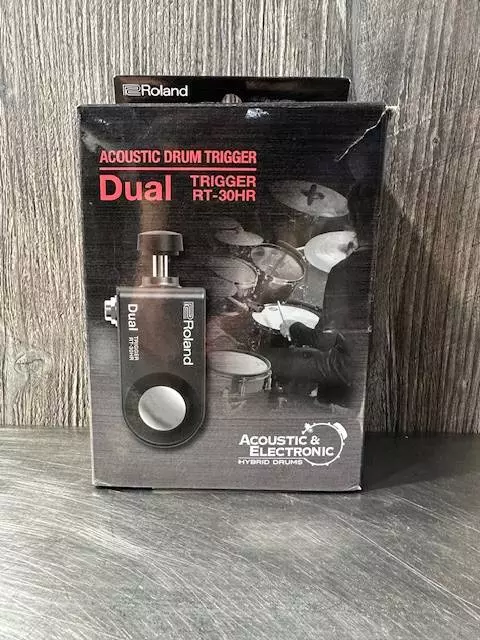 Roland
ACOUSTIC DRUM TRIGGER
Dual TRIGGER
RT-30HR
Roland
Dual TRIGGER
RT-30HR
ACOUSTIC &
ELECTRONIC
HYBRID DRUMS